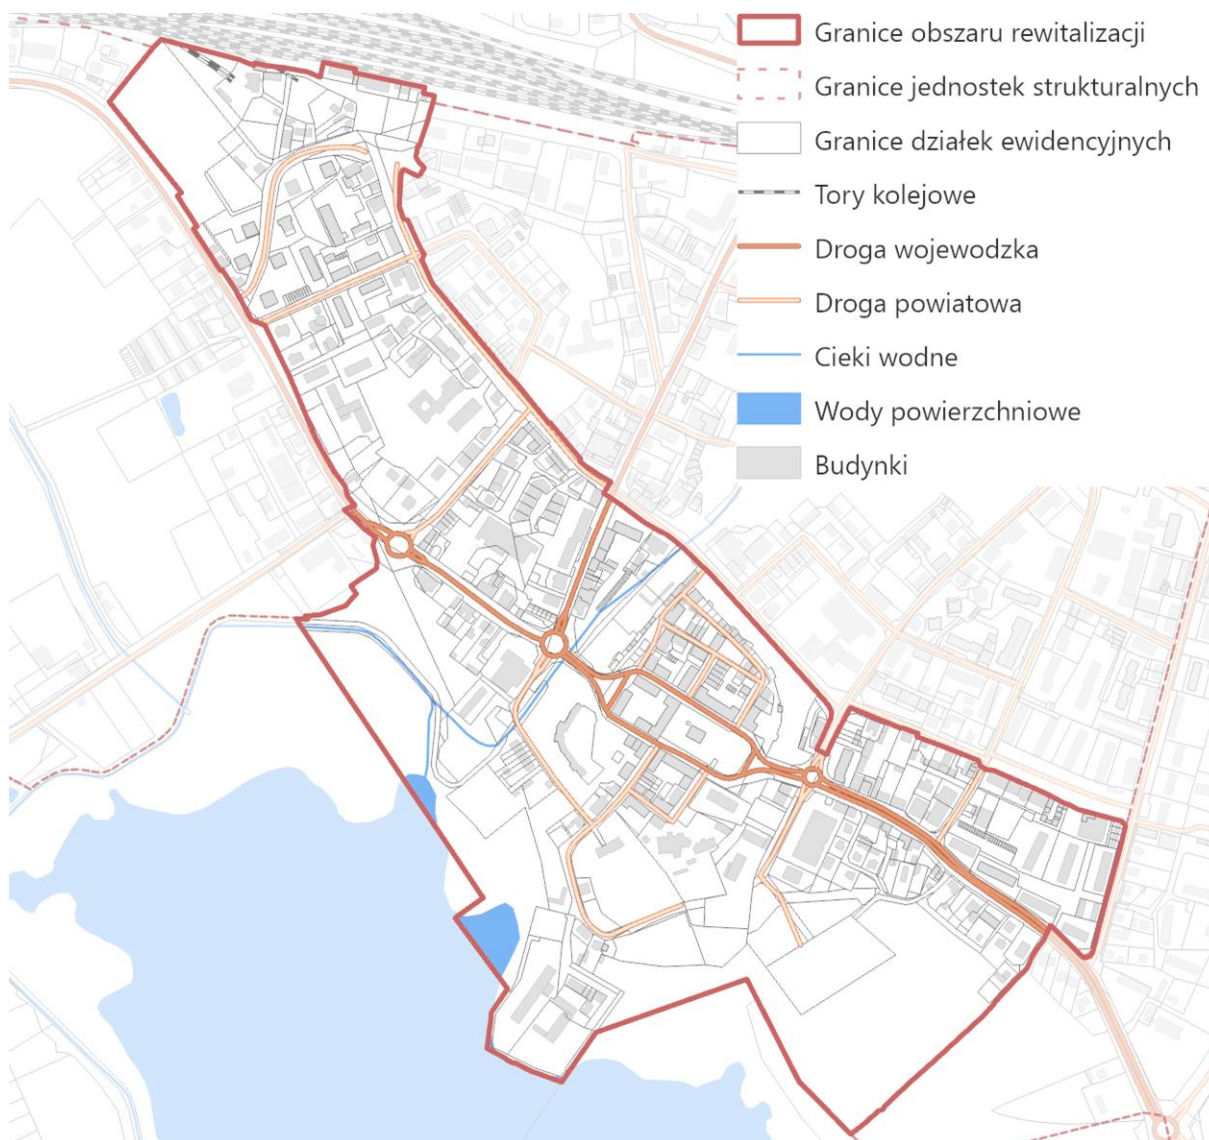 Granice obszaru rewitalizacji
Granice jednostek strukturalnych
Granice działek ewidencyjnych
Tory kolejowe
Droga wojewodzka
Droga powiatowa
Cieki wodne
Wody powierzchniowe
Budynki